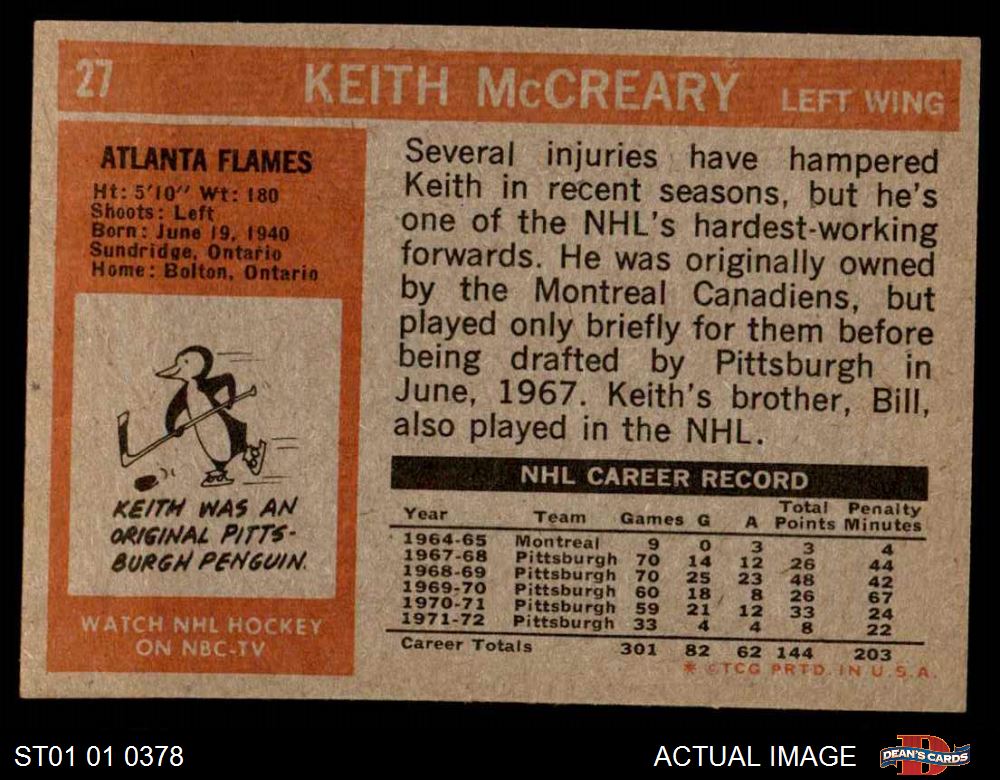 27 KEITH McCREARY LEFT WING
ATLANTA FLAMES
Ht: 5'10" Wt: 180
Shoots: Left
Born: June 19, 1940
Sundridge, Ontario
Home: Bolton, Ontario
KEITH WAS AN
ORIGINAL PITTS-
BURGH PENGUIN.
WATCH NHL HOCKEY
ON NBC-TV
Several injuries have hampered
Keith in recent seasons, but he's
one of the NHL's hardest-working
forwards. He was originally owned
by the Montreal Canadiens, but
played only briefly for them before
being drafted by Pittsburgh in
June, 1967. Keith's brother, Bill,
also played in the NHL.
NHL CAREER RECORD
Year Team Games G A Total Points Penalty Minutes
1964-65 Montreal 9 0 3 3 4
1967-68 Pittsburgh 70 14 12 26 44
1968-69 Pittsburgh 70 25 23 48 42
1969-70 Pittsburgh 60 18 8 26 67
1970-71 Pittsburgh 59 21 12 33 24
1971-72 Pittsburgh 33 4 4 8 22
Career Totals 301 82 62 144 203
* ©TCG PRTD. IN U.S.A.
ST01 01 0378 ACTUAL IMAGE DEAN'S CARDS